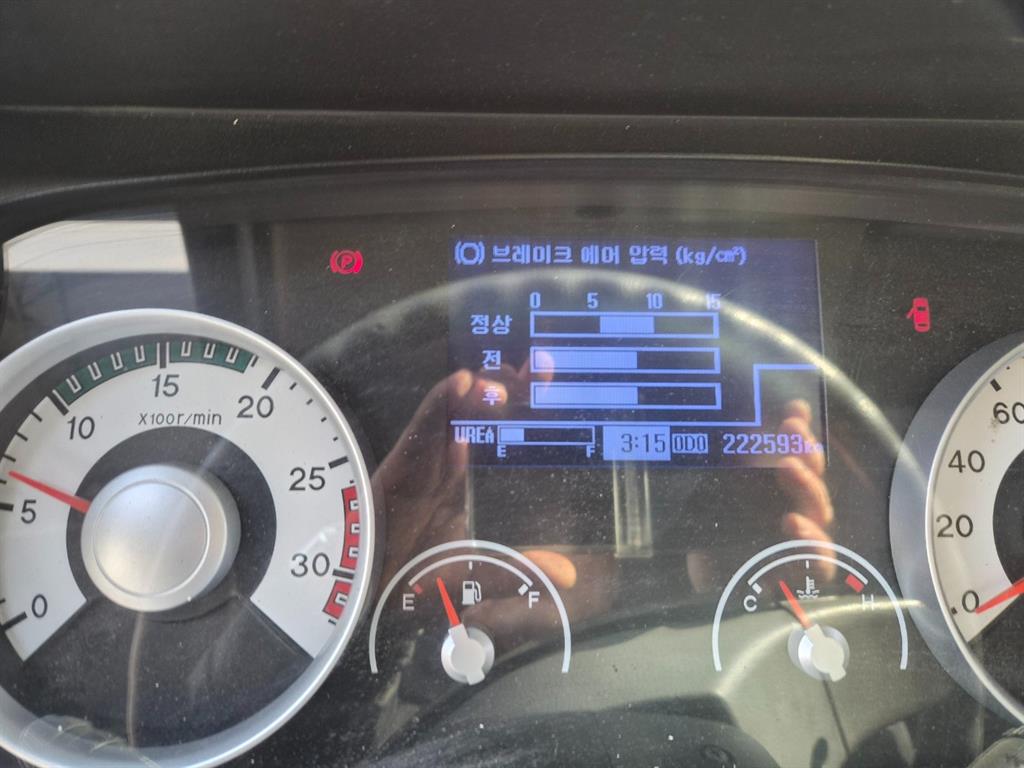 (P)
(O) 브레이크 에어 압력 (kg/cm²)
0 5 10 15
정상
전
후
UREA E F 3:15 ODO 222593km
0 5 10 15 20 25 30
X100r/min
E F
C H
0 20 40 60